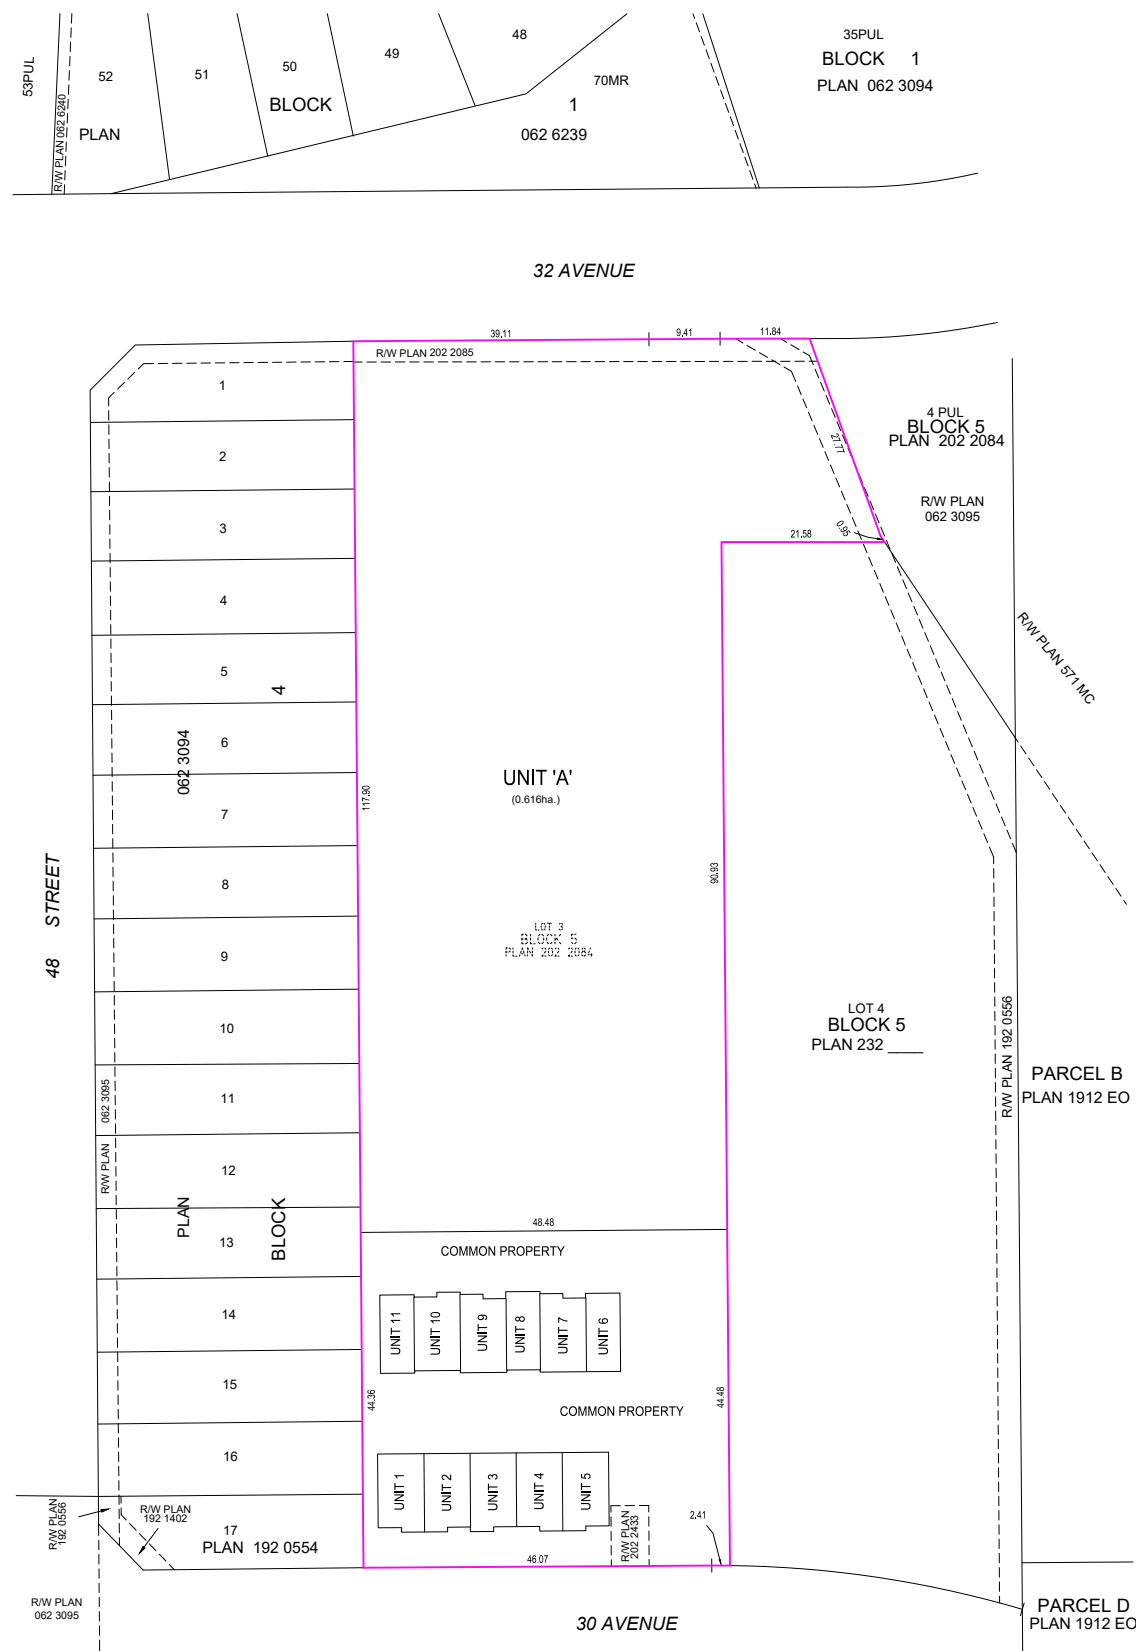 53PUL
R/W PLAN 062 6240
52
51
50
49
48
70MR
BLOCK
1
PLAN
062 6239
35PUL
BLOCK 1
PLAN 062 3094
32 AVENUE
39.11
9.41
11.84
R/W PLAN 202 2085
1
2
3
4
5
6
7
8
9
10
11
12
13
14
15
16
17
4
062 3094
PLAN
BLOCK
48 STREET
062 3095
R/W PLAN
27.77
0.95
21.58
4 PUL
BLOCK 5
PLAN 202 2084
R/W PLAN
062 3095
R/W PLAN 571 MC
UNIT 'A'
(0.616ha.)
117.90
90.93
LOT 3
BLOCK 5
PLAN 202 2084
LOT 4
BLOCK 5
PLAN 232 ____
R/W PLAN 192 0556
PARCEL B
PLAN 1912 EO
48.48
COMMON PROPERTY
UNIT 11
UNIT 10
UNIT 9
UNIT 8
UNIT 7
UNIT 6
44.36
44.48
COMMON PROPERTY
UNIT 1
UNIT 2
UNIT 3
UNIT 4
UNIT 5
R/W PLAN
202 2433
2.41
46.07
R/W PLAN
192 0556
R/W PLAN
192 1402
PLAN 192 0554
R/W PLAN
062 3095
30 AVENUE
PARCEL D
PLAN 1912 EO